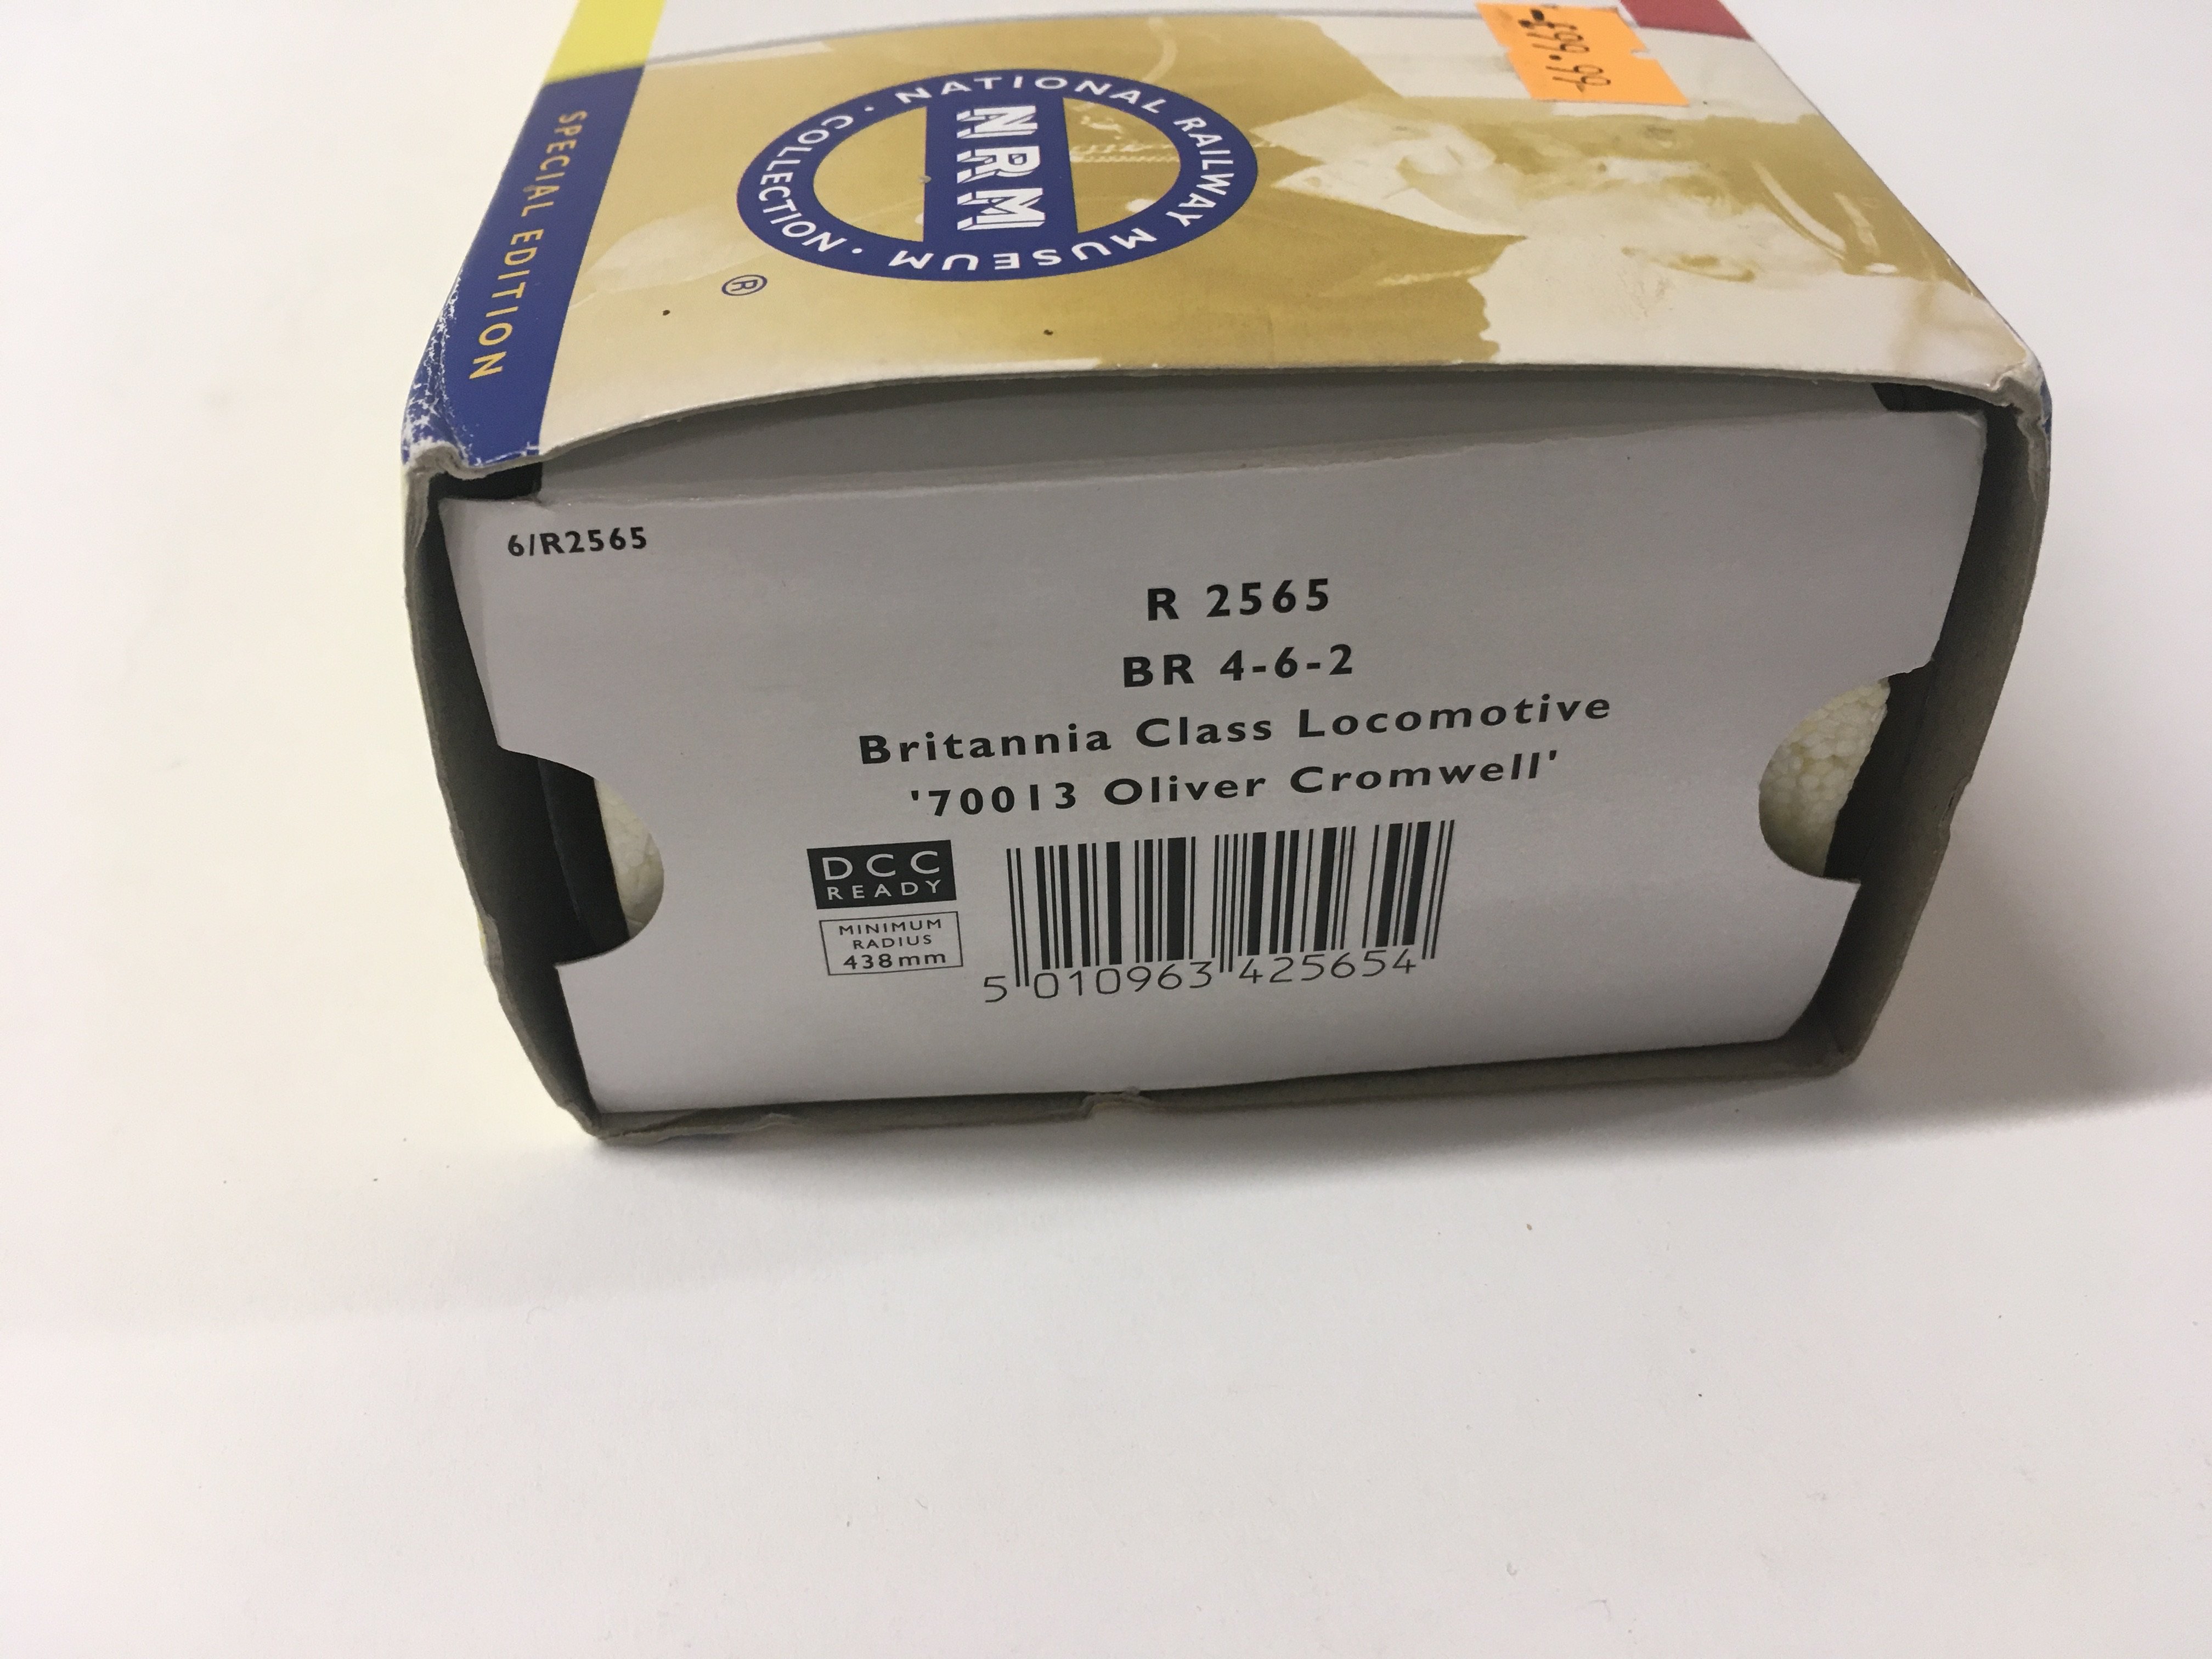 £99.99
NATIONAL RAILWAY MUSEUM · COLLECTION ·
NRM
®
SPECIAL EDITION
6/R2565
R 2565
BR 4-6-2
Britannia Class Locomotive
'70013 Oliver Cromwell'
DCC
READY
MINIMUM
RADIUS
438mm
5 010963 425654